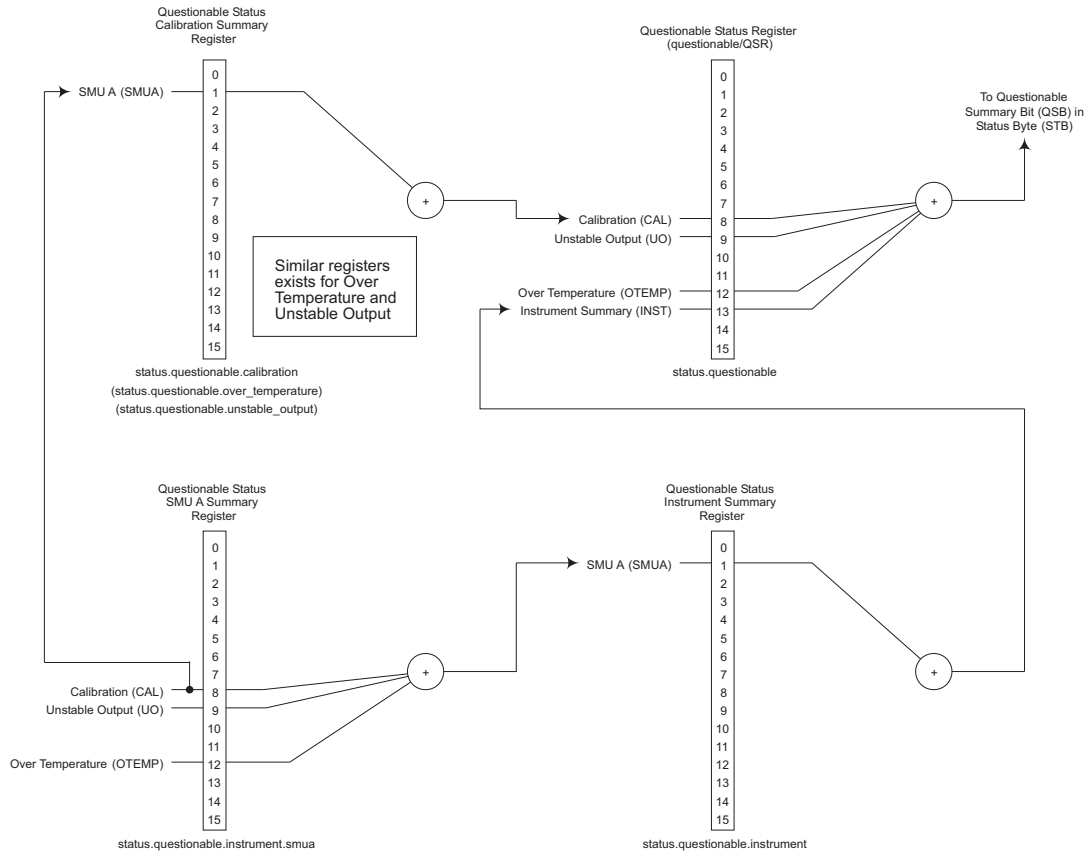 Questionable Status
Calibration Summary
Register
0
SMU A (SMUA)
1
2
3
4
5
6
7
8
9
10
11
12
13
14
15
status.questionable.calibration
(status.questionable.over_temperature)
(status.questionable.unstable_output)
+
Similar registers
exists for Over
Temperature and
Unstable Output
Questionable Status Register
(questionable/QSR)
0
1
2
3
4
5
6
7
Calibration (CAL)
8
Unstable Output (UO)
9
10
11
Over Temperature (OTEMP)
12
Instrument Summary (INST)
13
14
15
status.questionable
+
To Questionable
Summary Bit (QSB) in
Status Byte (STB)
Questionable Status
SMU A Summary
Register
0
1
2
3
4
5
6
7
Calibration (CAL)
8
Unstable Output (UO)
9
10
11
Over Temperature (OTEMP)
12
13
14
15
status.questionable.instrument.smua
+
Questionable Status
Instrument Summary
Register
0
SMU A (SMUA)
1
2
3
4
5
6
7
8
9
10
11
12
13
14
15
status.questionable.instrument
+